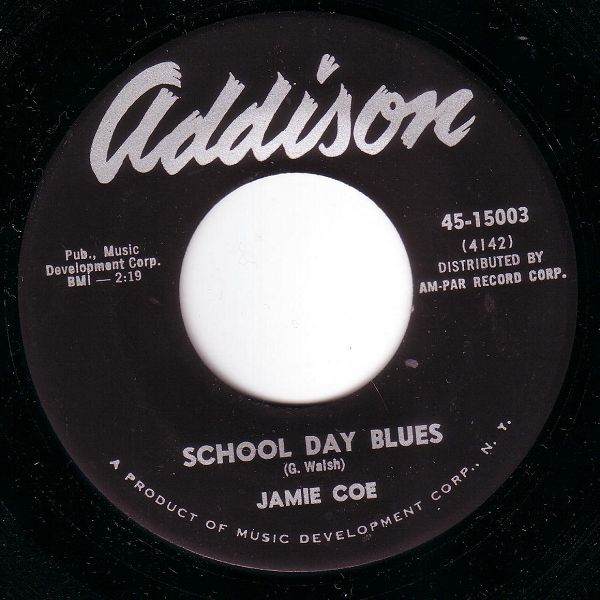 Addison
45-15003
(4142)
DISTRIBUTED BY
AM-PAR RECORD CORP.
Pub., Music
Development Corp.
BMI — 2:19
SCHOOL DAY BLUES
(G. Walsh)
JAMIE COE
A PRODUCT OF MUSIC DEVELOPMENT CORP., N. Y.